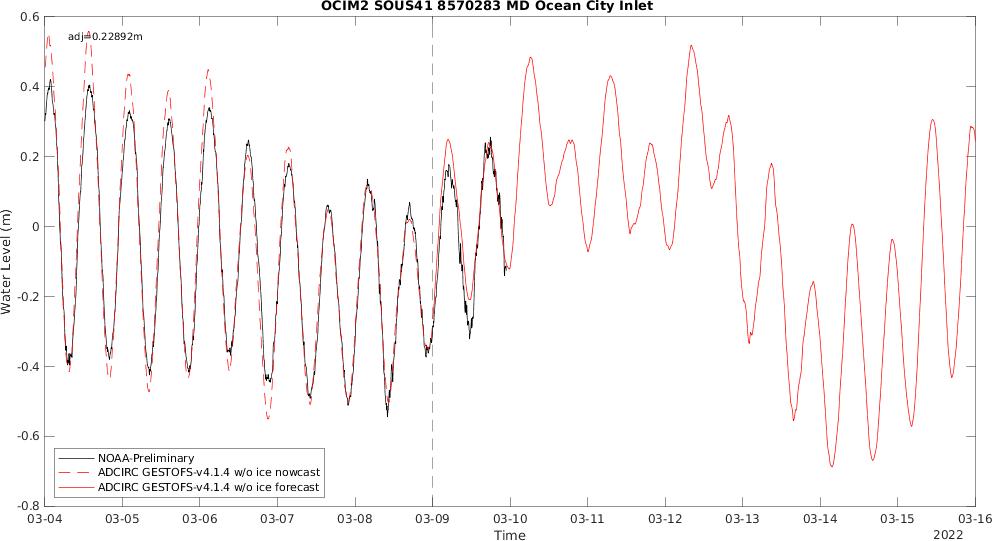 OCIM2 SOUS41 8570283 MD Ocean City Inlet
adj=0.22892m
0.6
0.4
0.2
0
-0.2
-0.4
-0.6
-0.8
Water Level (m)
NOAA-Preliminary
ADCIRC GESTOFS-v4.1.4 w/o ice nowcast
ADCIRC GESTOFS-v4.1.4 w/o ice forecast
03-04 03-05 03-06 03-07 03-08 03-09 03-10 03-11 03-12 03-13 03-14 03-15 03-16
Time
2022